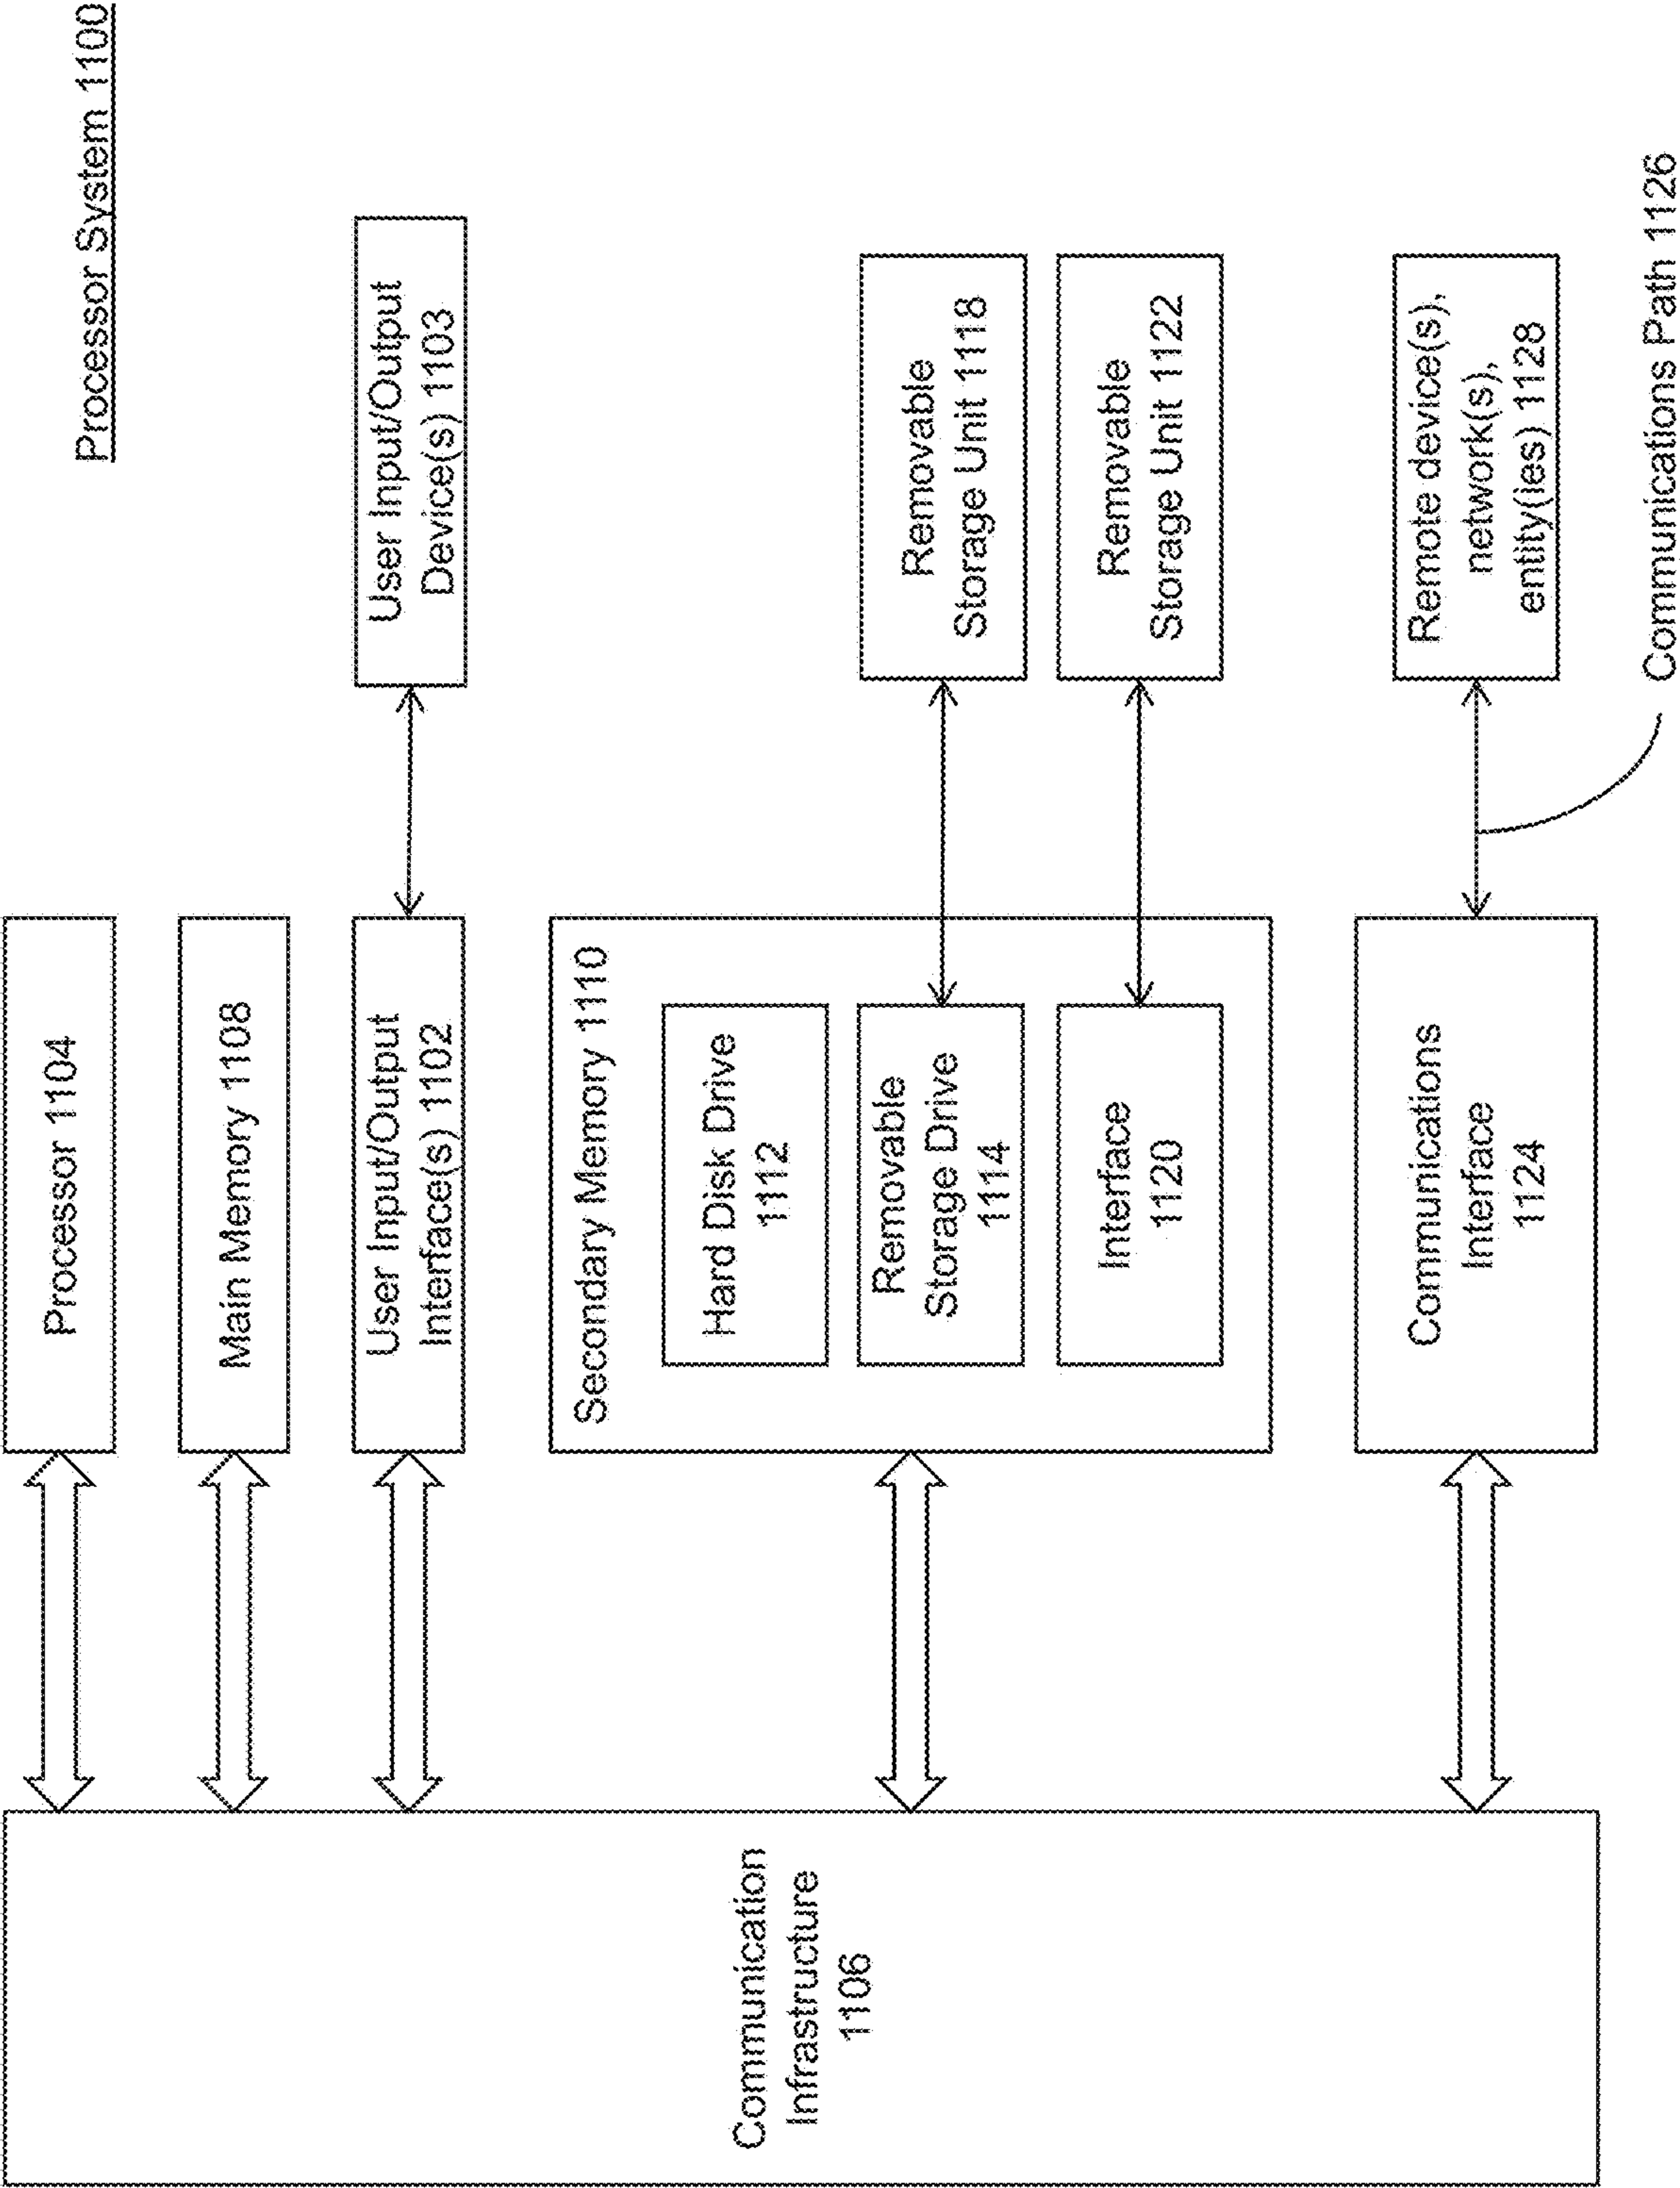 Processor System 1100
Processor 1104
Main Memory 1108
User Input/Output
Interface(s) 1102
User Input/Output
Device(s) 1103
Secondary Memory 1110
Hard Disk Drive
1112
Removable
Storage Drive
1114
Removable
Storage Unit 1118
Interface
1120
Removable
Storage Unit 1122
Communications
Interface
1124
Remote device(s),
network(s),
entity(ies) 1128
Communications Path 1126
Communication
Infrastructure
1106